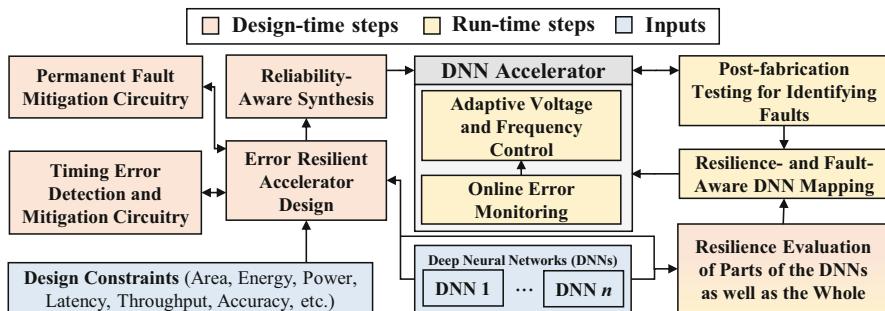 Design-time steps
Run-time steps
Inputs
Permanent Fault
Mitigation Circuitry
Reliability-
Aware Synthesis
DNN Accelerator
Post-fabrication
Testing for Identifying
Faults
Adaptive Voltage
and Frequency
Control
Timing Error
Detection and
Mitigation Circuitry
Error Resilient
Accelerator
Design
Online Error
Monitoring
Resilience- and Fault-
Aware DNN Mapping
Design Constraints (Area, Energy, Power,
Latency, Throughput, Accuracy, etc.)
Deep Neural Networks (DNNs)
DNN 1 ... DNN n
Resilience Evaluation
of Parts of the DNNs
as well as the Whole